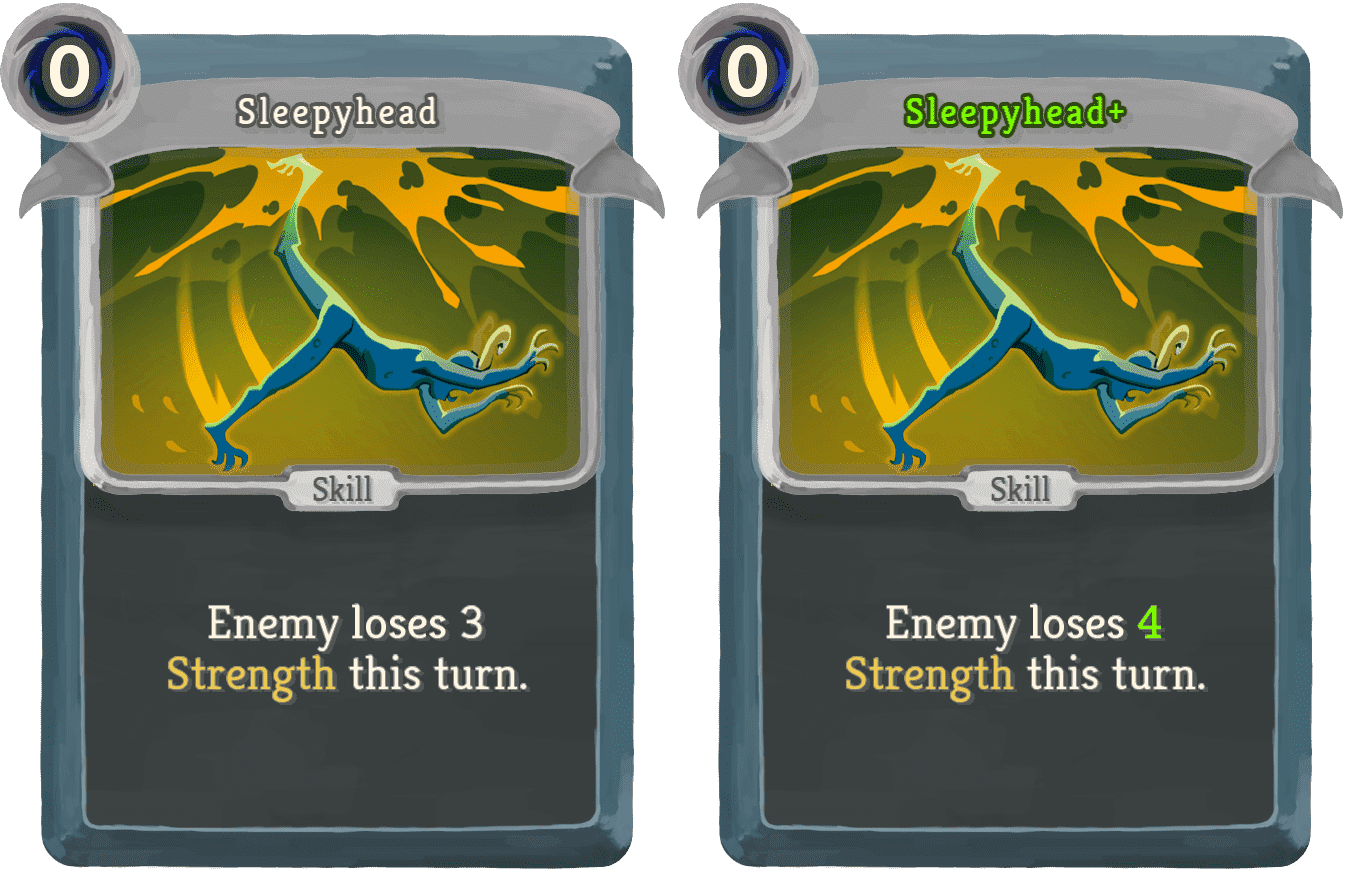 0
Sleepyhead
Skill
Enemy loses 3
Strength this turn.
0
Sleepyhead+
Skill
Enemy loses 4
Strength this turn.